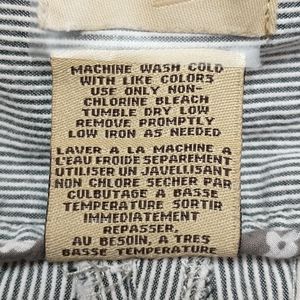 MACHINE WASH COLD
WITH LIKE COLORS
USE ONLY NON-
CHLORINE BLEACH
TUMBLE DRY LOW
REMOVE PROMPTLY
LOW IRON AS NEEDED
LAVER A LA MACHINE A
L'EAU FROIDE SEPAREMENT
UTILISER UN JAVELLISANT
NON CHLORE SECHER PAR
CULBUTAGE A BASSE
TEMPERATURE SORTIR
IMMEDIATEMENT
REPASSER,
AU BESOIN, A TRES
BASSE TEMPERATURE